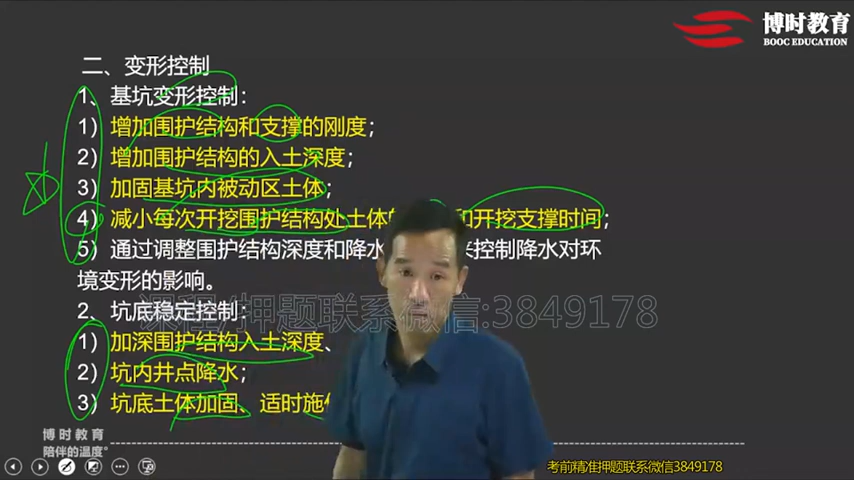 博时教育
BOOC EDUCATION
二、变形控制
1、基坑变形控制：
1）增加围护结构和支撑的刚度；
2）增加围护结构的入土深度；
3）加固基坑内被动区土体；
4）减小每次开挖围护结构处土体的 和开挖支撑时间；
5）通过调整围护结构深度和降水 来控制降水对环
境变形的影响。
2、坑底稳定控制：
课程/押题联系微信:3849178
1）加深围护结构入土深度、
2）坑内井点降水；
3）坑底土体加固、适时施
博时教育
陪伴的温度°
考前精准押题联系微信3849178